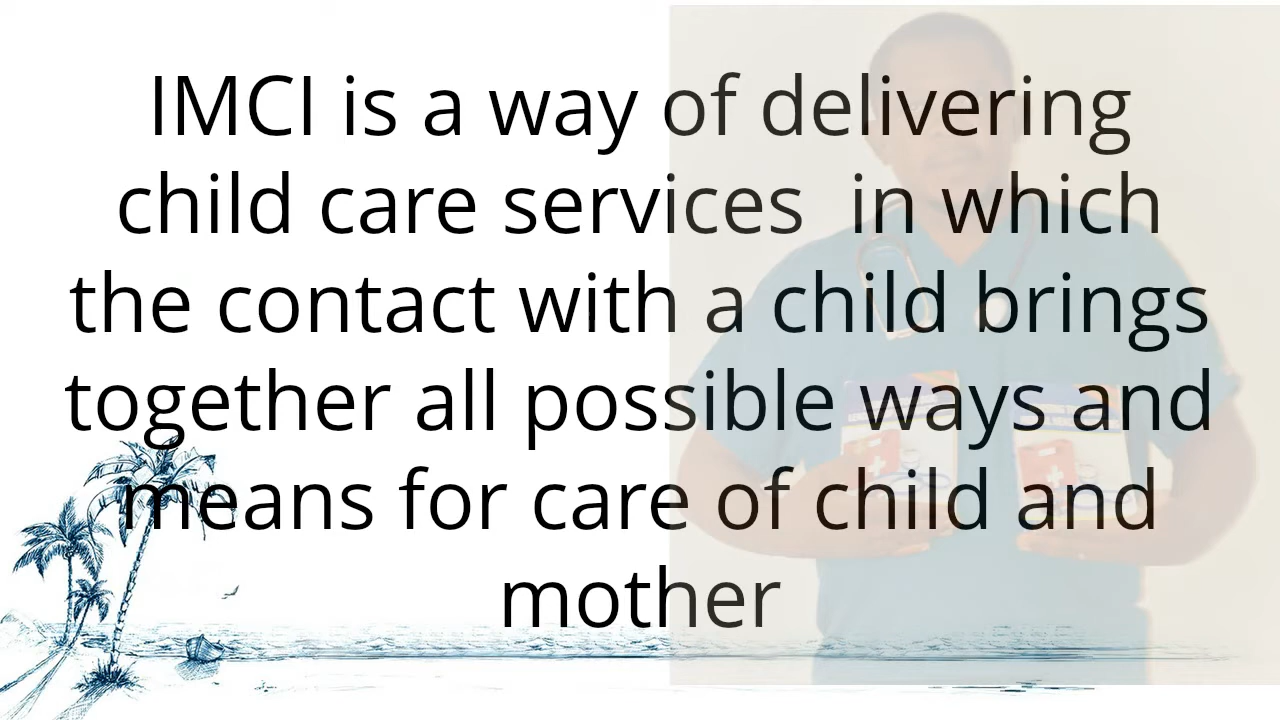 IMCI is a way of delivering
child care services  in which
the contact with a child brings
together all possible ways and
means for care of child and
mother